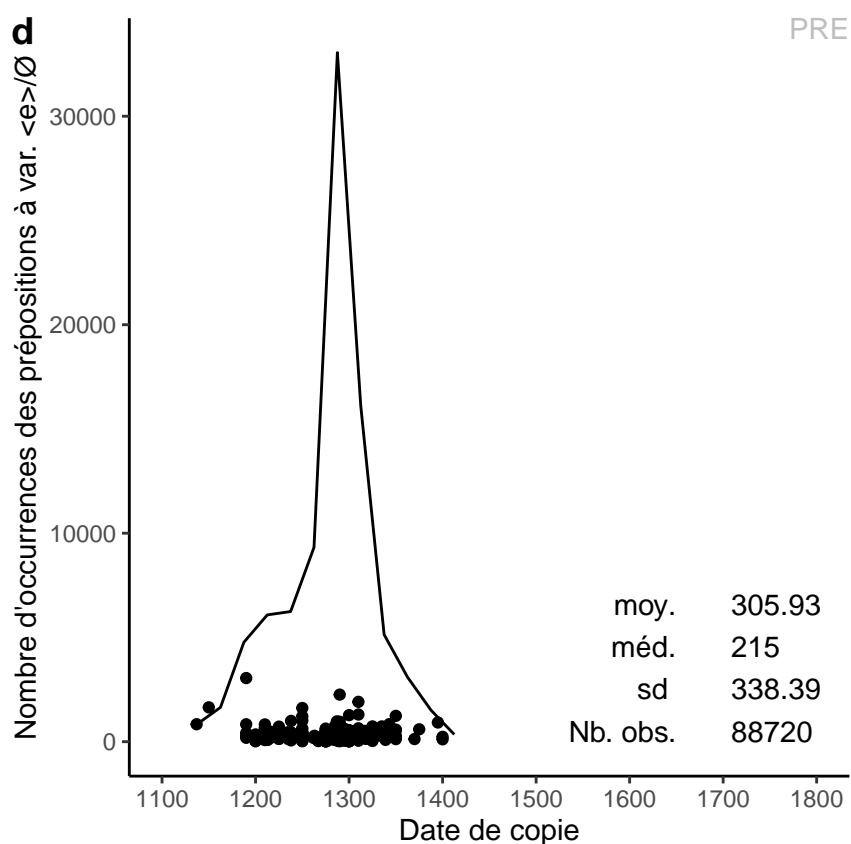 d
PRE
Nombre d'occurrences des prépositions à var. <e>/Ø
30000
20000
10000
0
moy. 305.93
méd. 215
sd 338.39
Nb. obs. 88720
1100 1200 1300 1400 1500 1600 1700 1800
Date de copie